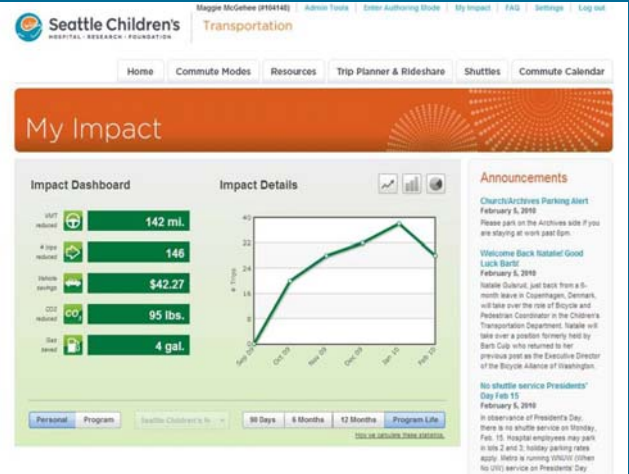 Maggie McGehee (#104148) Admin Tools Enter Authoring Mode My Impact FAQ Settings Log out
Seattle Children's
HOSPITAL · RESEARCH · FOUNDATION
Transportation
Home Commute Modes Resources Trip Planner & Rideshare Shuttles Commute Calendar
My Impact
Impact Dashboard
VMT reduced 142 mi.
# trips reduced 146
Vehicle savings $42.27
CO2 reduced CO2 95 lbs.
Gas saved 4 gal.
Impact Details
# Trips
40
32
24
16
8
0
Sep 09 Oct 09 Nov 09 Dec 09 Jan 10 Feb 10
Personal Program Seattle Children's 90 Days 6 Months 12 Months Program Life
How we calculate these statistics.
Announcements
Church/Archives Parking Alert
February 5, 2010
Please park on the Archives side if you
are staying at work past 6pm.
Welcome Back Natalie! Good
Luck Barb!
February 5, 2010
Natalie Gulsrud, just back from a 6-
month leave in Copenhagen, Denmark,
will take over the role of Bicycle and
Pedestrian Coordinator in the Children's
Transportation Department. Natalie will
take over a position formerly held by
Barb Culp who returned to her
previous post as the Executive Director
of the Bicycle Alliance of Washington.
No shuttle service Presidents'
Day Feb 15
February 5, 2010
In observance of President's Day,
there is no shuttle service on Monday,
Feb. 15. Hospital employees may park
in lots 2 and 3; holiday parking rates
apply. Metro is running WNUW (When
No UW) service on Presidents' Day